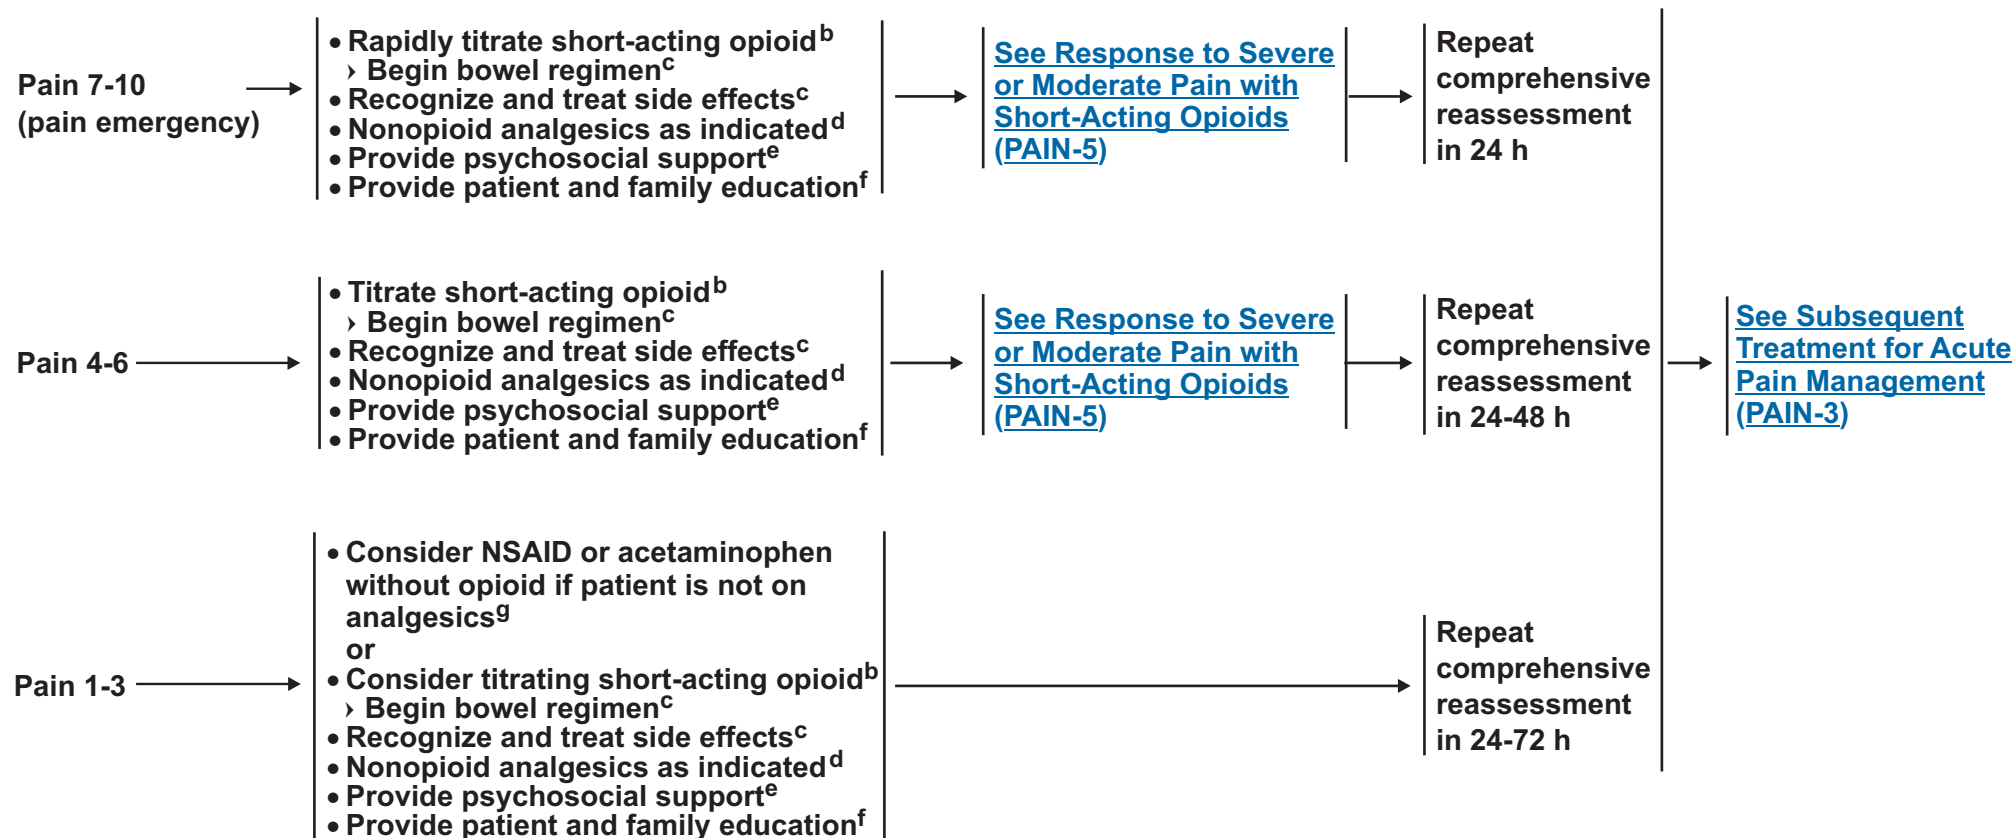 Pain 7-10
(pain emergency)
• Rapidly titrate short-acting opioidᵇ
› Begin bowel regimenᶜ
• Recognize and treat side effectsᶜ
• Nonopioid analgesics as indicatedᵈ
• Provide psychosocial supportᵉ
• Provide patient and family educationᶠ
See Response to Severe
or Moderate Pain with
Short-Acting Opioids
(PAIN-5)
Repeat
comprehensive
reassessment
in 24 h
Pain 4-6
• Titrate short-acting opioidᵇ
› Begin bowel regimenᶜ
• Recognize and treat side effectsᶜ
• Nonopioid analgesics as indicatedᵈ
• Provide psychosocial supportᵉ
• Provide patient and family educationᶠ
See Response to Severe
or Moderate Pain with
Short-Acting Opioids
(PAIN-5)
Repeat
comprehensive
reassessment
in 24-48 h
See Subsequent
Treatment for Acute
Pain Management
(PAIN-3)
Pain 1-3
• Consider NSAID or acetaminophen
without opioid if patient is not on
analgesicsᵍ
or
• Consider titrating short-acting opioidᵇ
› Begin bowel regimenᶜ
• Recognize and treat side effectsᶜ
• Nonopioid analgesics as indicatedᵈ
• Provide psychosocial supportᵉ
• Provide patient and family educationᶠ
Repeat
comprehensive
reassessment
in 24-72 h